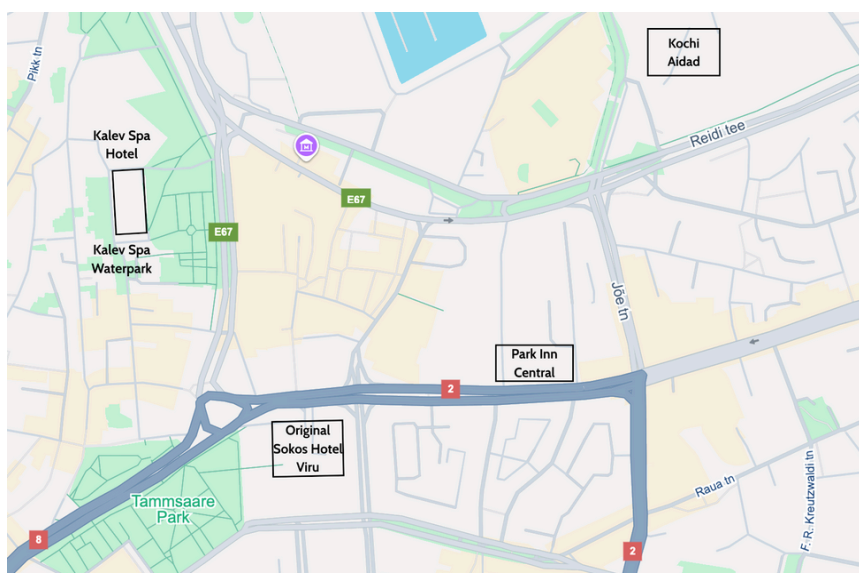 Pikk tn
Kochi
Aidad
Reidi tee
Kalev Spa
Hotel
E67
E67
Kalev Spa
Waterpark
Jõe tn
Park Inn
Central
2
Original
Sokos Hotel
Viru
Tammsaare
Park
Raua tn
F. R. Kreutzwaldi tn
8
2